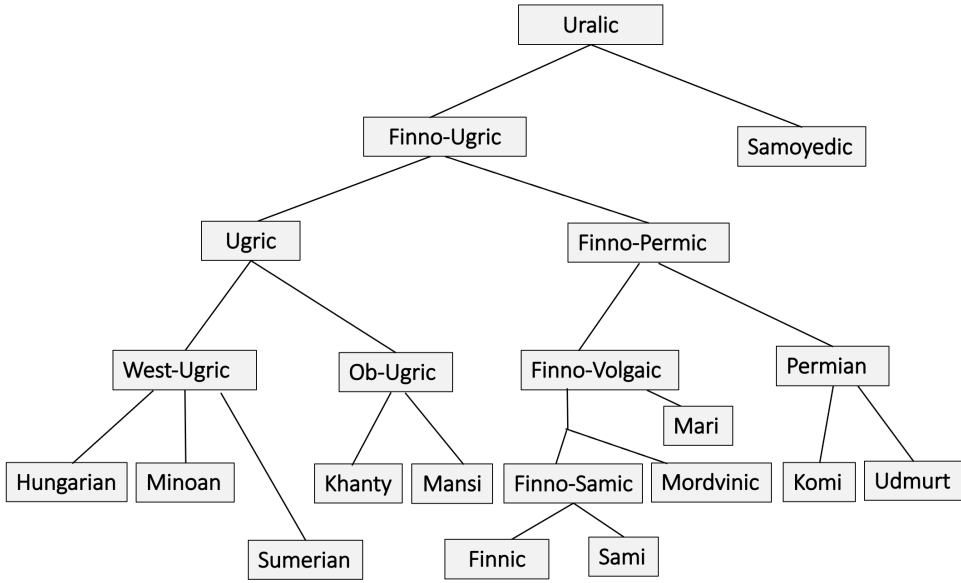 Uralic
Finno-Ugric
Samoyedic
Ugric
Finno-Permic
West-Ugric
Ob-Ugric
Finno-Volgaic
Permian
Mari
Hungarian
Minoan
Khanty
Mansi
Finno-Samic
Mordvinic
Komi
Udmurt
Sumerian
Finnic
Sami